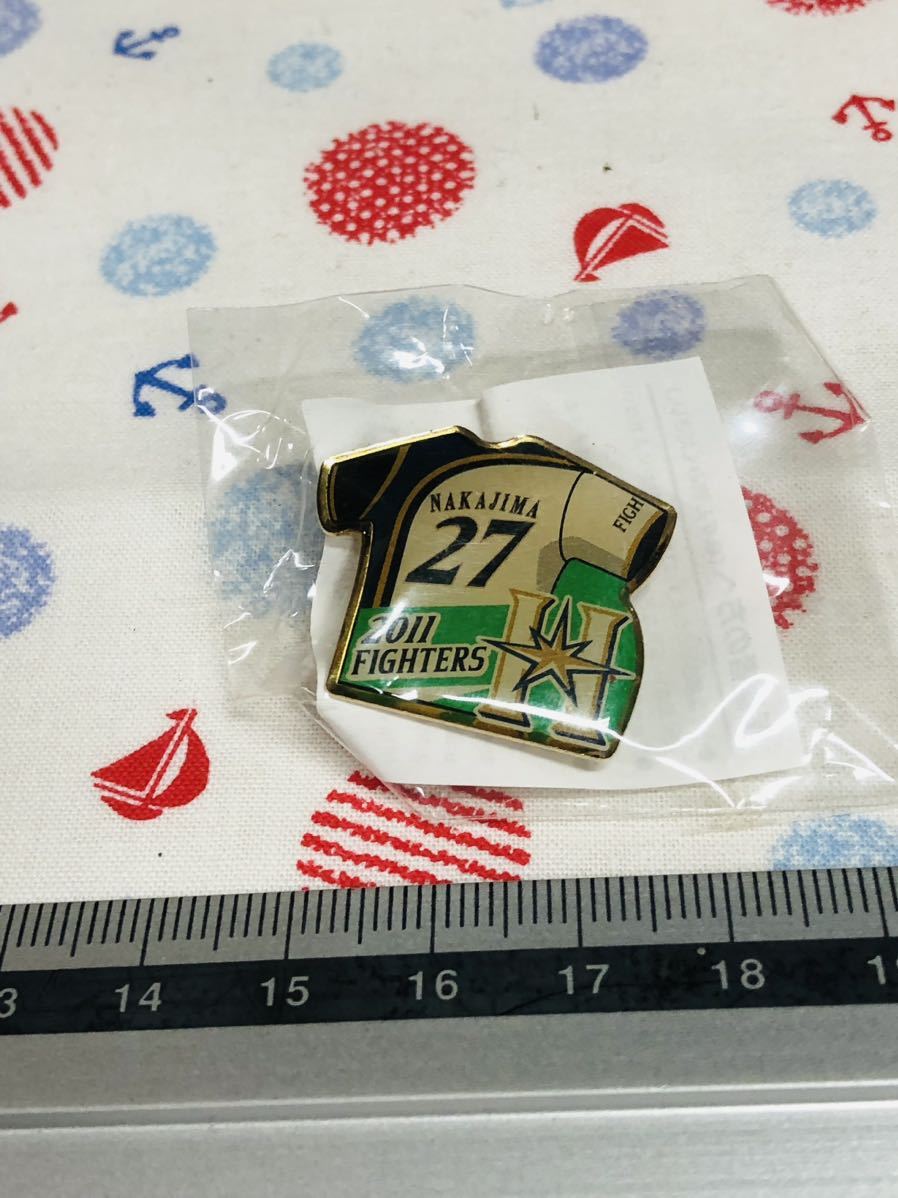 NAKAJIMA
27
FIGH
2011
FIGHTERS
H
14 15 16 17 18